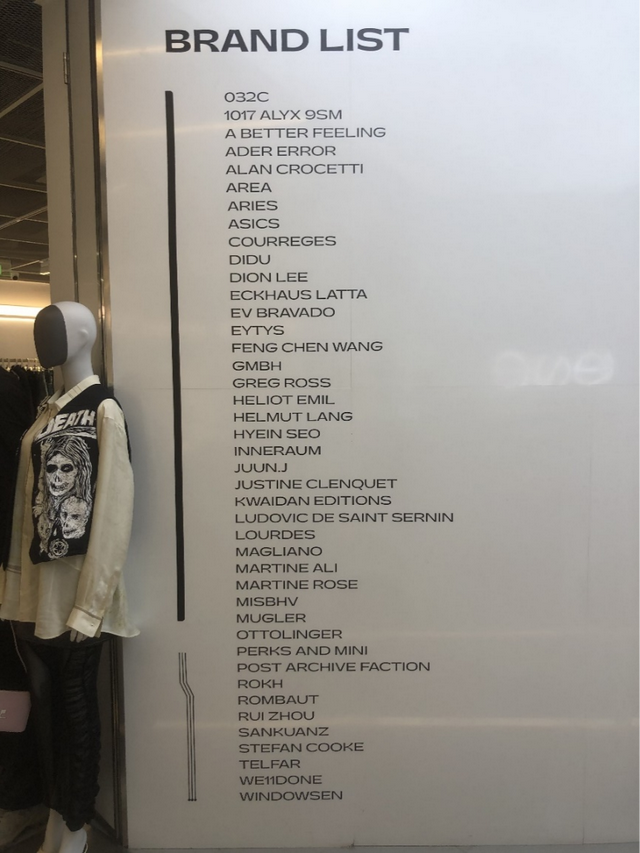 BRAND LIST
032C
1017 ALYX 9SM
A BETTER FEELING
ADER ERROR
ALAN CROCETTI
AREA
ARIES
ASICS
COURREGES
DIDU
DION LEE
ECKHAUS LATTA
EV BRAVADO
EYTYS
FENG CHEN WANG
GMBH
GREG ROSS
HELIOT EMIL
HELMUT LANG
HYEIN SEO
INNERAUM
JUUN.J
JUSTINE CLENQUET
KWAIDAN EDITIONS
LUDOVIC DE SAINT SERNIN
LOURDES
MAGLIANO
MARTINE ALI
MARTINE ROSE
MISBHV
MUGLER
OTTOLINGER
PERKS AND MINI
POST ARCHIVE FACTION
ROKH
ROMBAUT
RUI ZHOU
SANKUANZ
STEFAN COOKE
TELFAR
WE11DONE
WINDOWSEN
DEATH